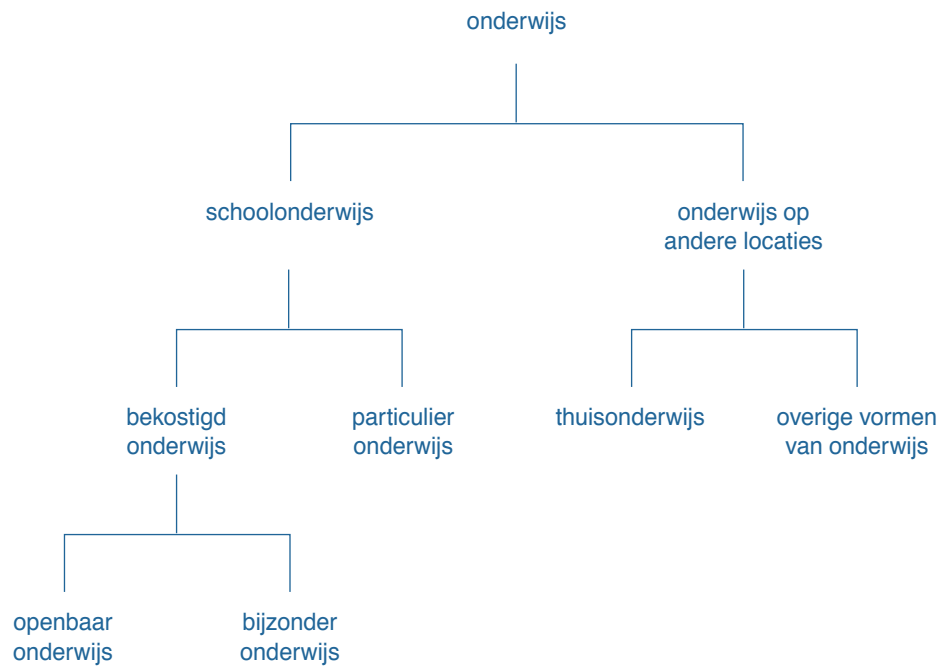 onderwijs
schoolonderwijs
onderwijs op
andere locaties
bekostigd
onderwijs
particulier
onderwijs
thuisonderwijs
overige vormen
van onderwijs
openbaar
onderwijs
bijzonder
onderwijs